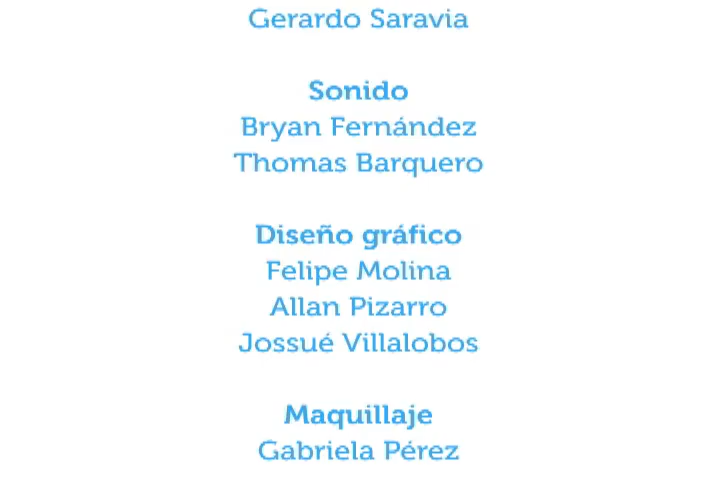 Gerardo Saravia
Sonido
Bryan Fernández
Thomas Barquero
Diseño gráfico
Felipe Molina
Allan Pizarro
Jossué Villalobos
Maquillaje
Gabriela Pérez